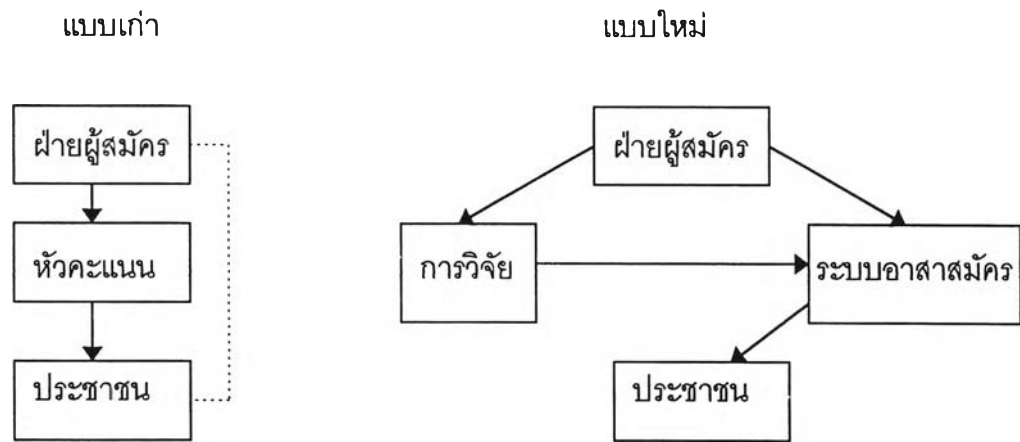 แบบเก่า
แบบใหม่
ฝ่ายผู้สมัคร
หัวคะแนน
ประชาชน
ฝ่ายผู้สมัคร
การวิจัย
ระบบอาสาสมัคร
ประชาชน